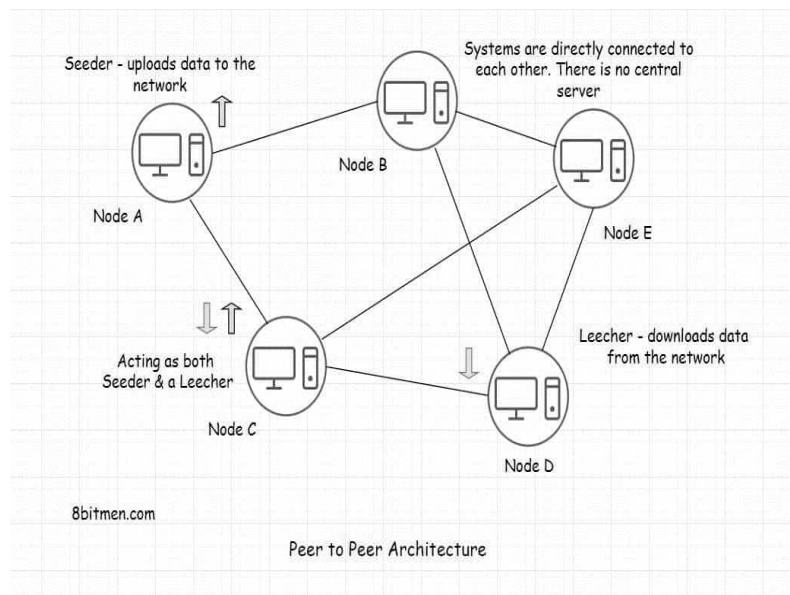 Seeder - uploads data to the
network
Systems are directly connected to
each other. There is no central
server
Node B
Node A
Node E
Leecher - downloads data
from the network
Acting as both
Seeder & a Leecher
Node C
Node D
8bitmen.com
Peer to Peer Architecture